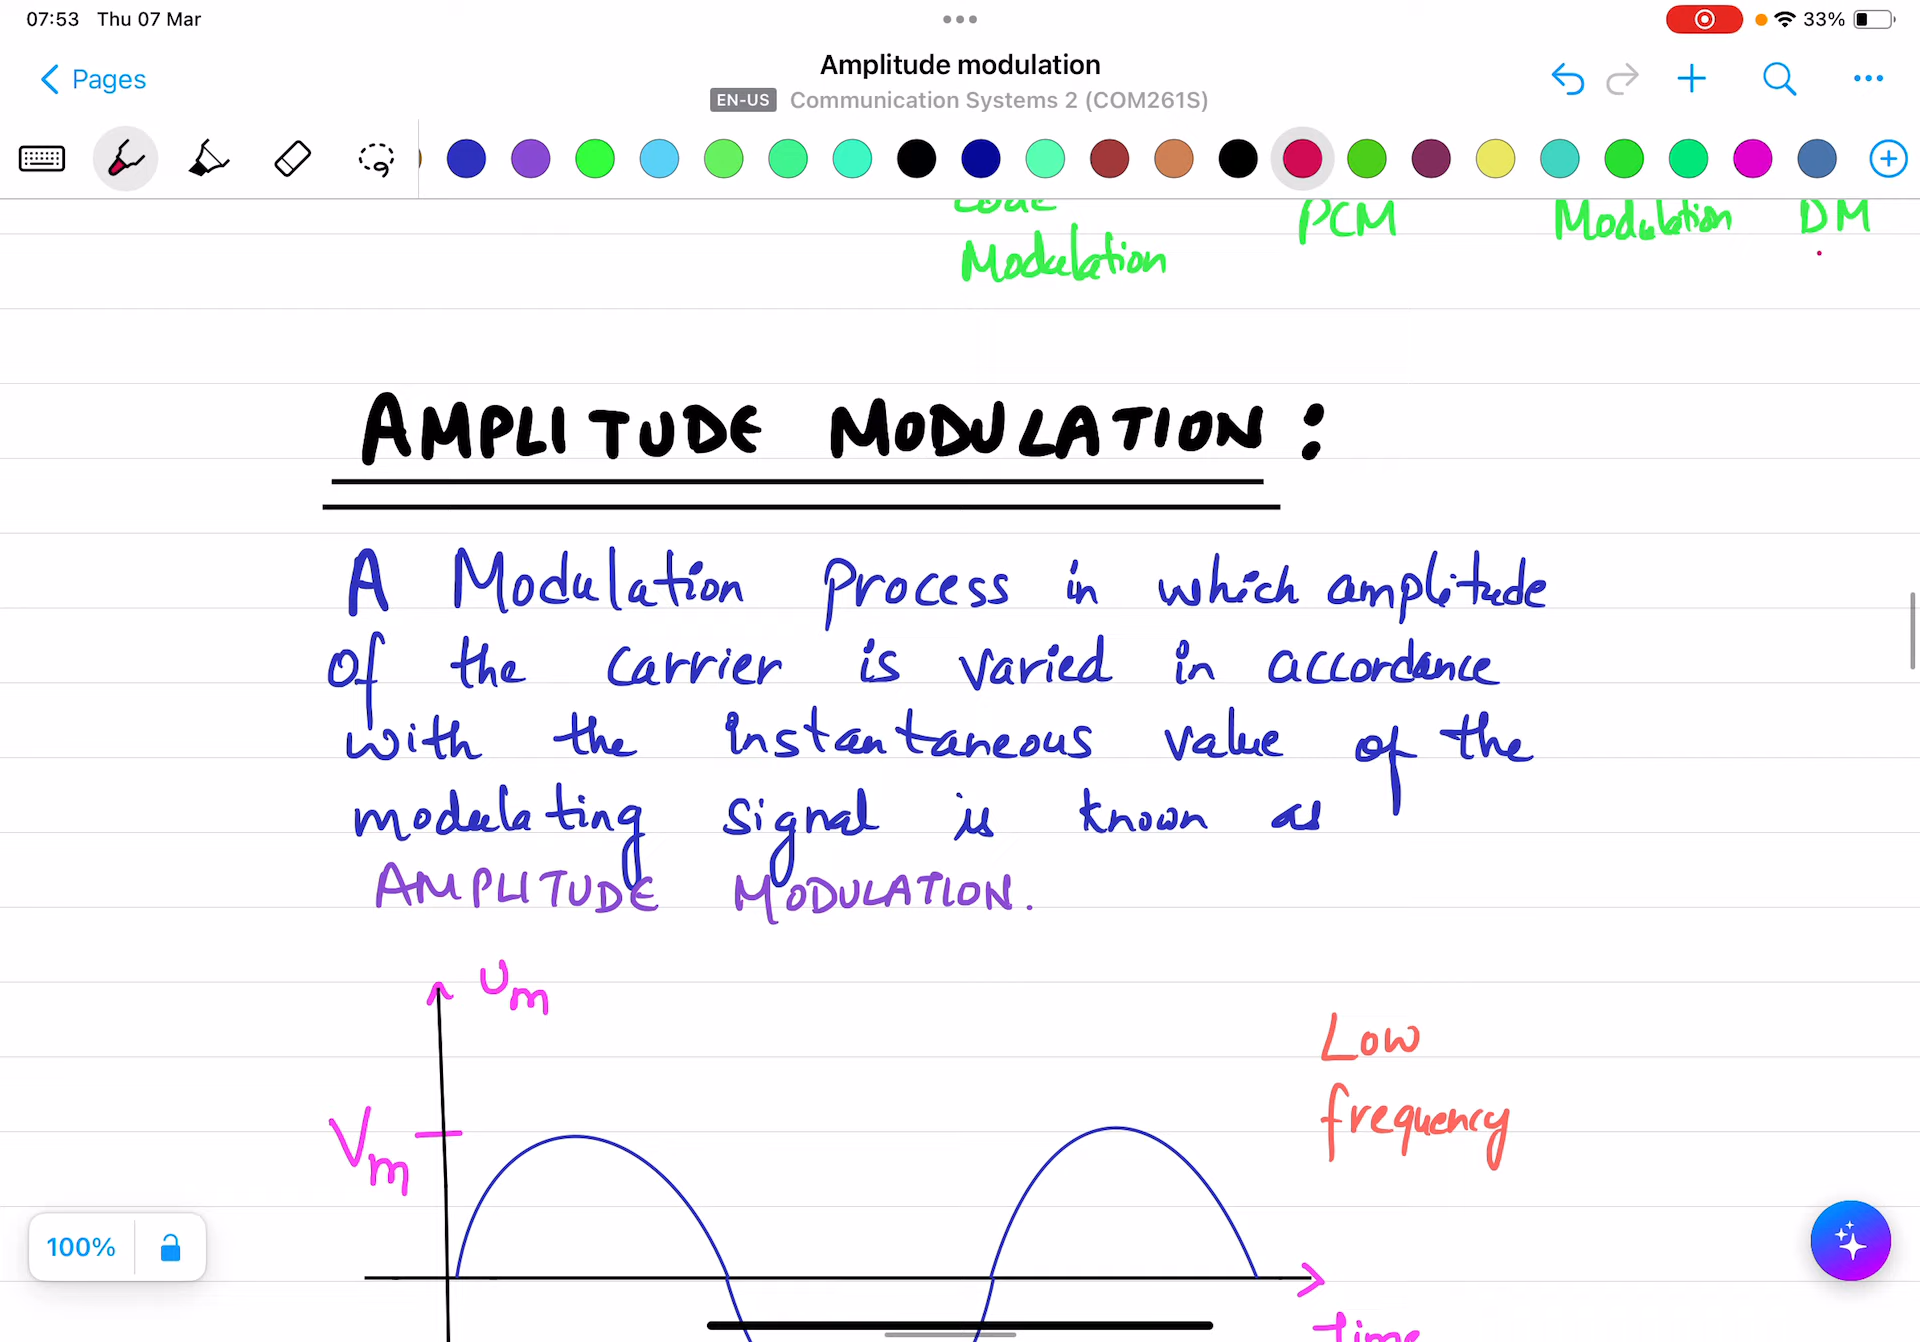 07:53 Thu 07 Mar
33%
Pages
Amplitude modulation
EN-US Communication Systems 2 (COM261S)
PCM Modulation DM
Modulation
AMPLITUDE MODULATION :
A Modulation Process in which amplitude
of the carrier is varied in accordance
with the instantaneous value of the
modulating signal is known as
AMPLITUDE MODULATION.
υm
Low
frequency
Vm
100%
time